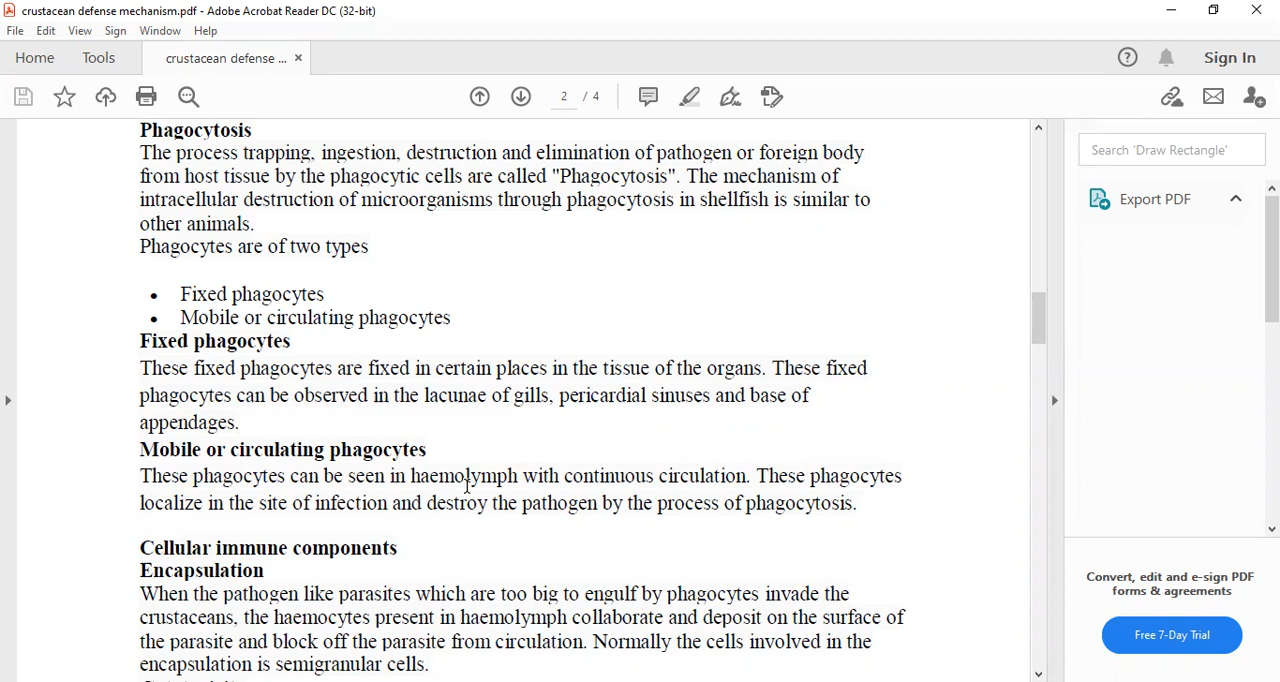 crustacean defense mechanism.pdf - Adobe Acrobat Reader DC (32-bit)
File Edit View Sign Window Help
Home Tools crustacean defense ... × Sign In
2 / 4
Search 'Draw Rectangle'
Export PDF
Phagocytosis
The process trapping, ingestion, destruction and elimination of pathogen or foreign body
from host tissue by the phagocytic cells are called "Phagocytosis". The mechanism of
intracellular destruction of microorganisms through phagocytosis in shellfish is similar to
other animals.
Phagocytes are of two types
• Fixed phagocytes
• Mobile or circulating phagocytes
Fixed phagocytes
These fixed phagocytes are fixed in certain places in the tissue of the organs. These fixed
phagocytes can be observed in the lacunae of gills, pericardial sinuses and base of
appendages.
Mobile or circulating phagocytes
These phagocytes can be seen in haemolymph with continuous circulation. These phagocytes
localize in the site of infection and destroy the pathogen by the process of phagocytosis.
Cellular immune components
Encapsulation
When the pathogen like parasites which are too big to engulf by phagocytes invade the
crustaceans, the haemocytes present in haemolymph collaborate and deposit on the surface of
the parasite and block off the parasite from circulation. Normally the cells involved in the
encapsulation is semigranular cells.
Convert, edit and e-sign PDF
forms & agreements
Free 7-Day Trial